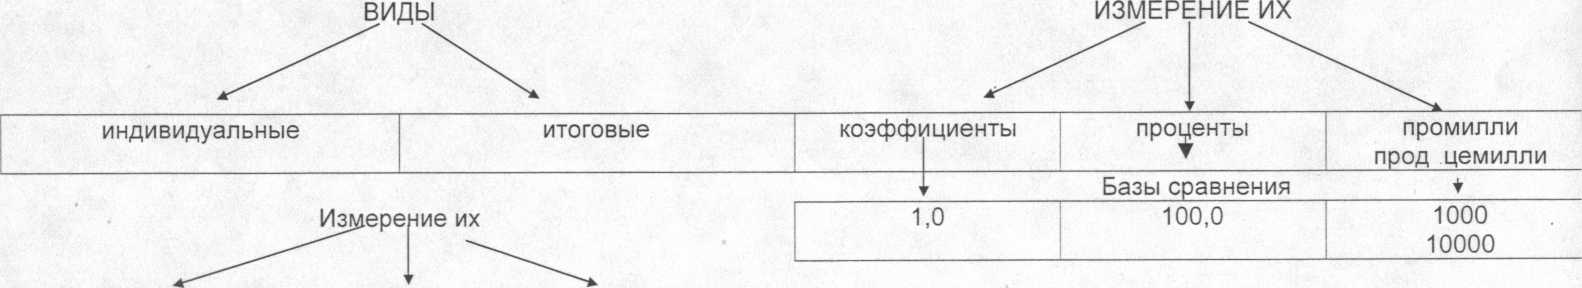 ВИДЫ
ИЗМЕРЕНИЕ ИХ
индивидуальные
итоговые
коэффициенты
проценты
промилли
прод цемилли
Базы сравнения
Измерение их
1,0
100,0
1000
10000